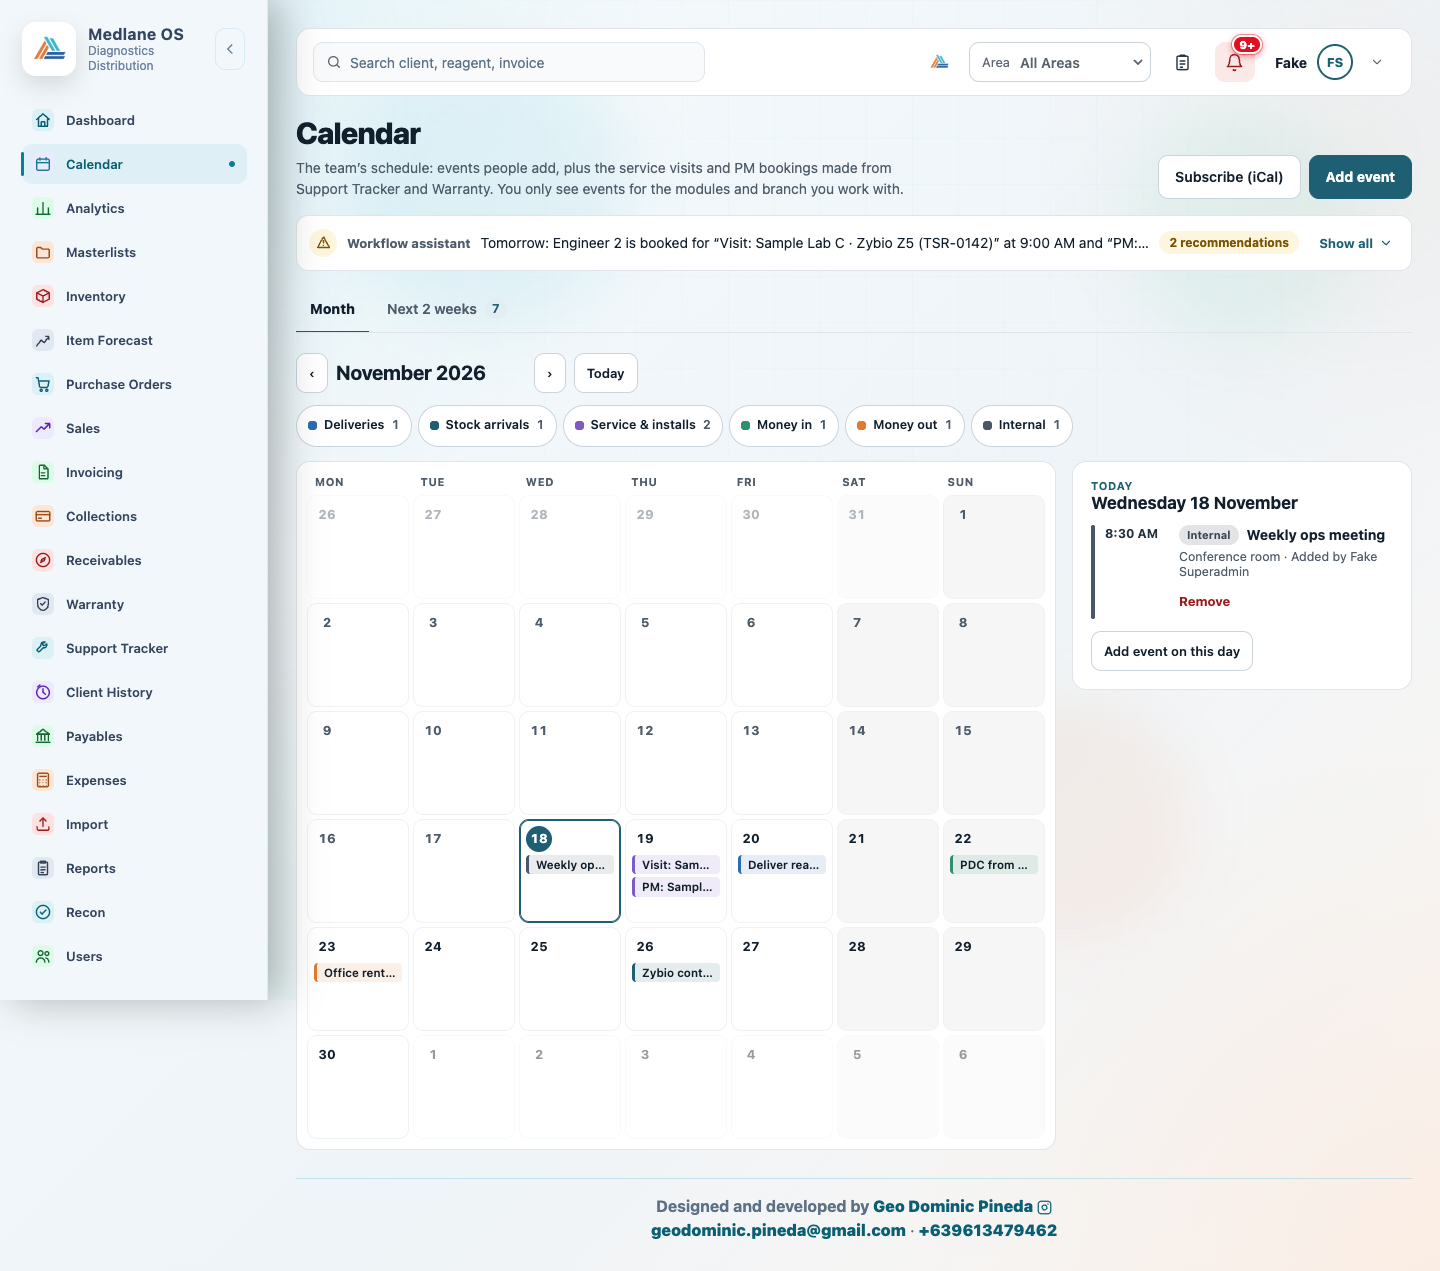 Medlane OS
Diagnostics
Distribution
Dashboard
Calendar
Analytics
Masterlists
Inventory
Item Forecast
Purchase Orders
Sales
Invoicing
Collections
Receivables
Warranty
Support Tracker
Client History
Payables
Expenses
Import
Reports
Recon
Users
Search client, reagent, invoice
Area All Areas
9+
Fake FS
Calendar
The team’s schedule: events people add, plus the service visits and PM bookings made from
Support Tracker and Warranty. You only see events for the modules and branch you work with.
Subscribe (iCal) Add event
Workflow assistant Tomorrow: Engineer 2 is booked for “Visit: Sample Lab C · Zybio Z5 (TSR-0142)” at 9:00 AM and “PM:... 2 recommendations Show all
Month Next 2 weeks 7
‹ November 2026 › Today
Deliveries 1 Stock arrivals 1 Service & installs 2 Money in 1 Money out 1 Internal 1
MON TUE WED THU FRI SAT SUN
26 27 28 29 30 31 1
2 3 4 5 6 7 8
9 10 11 12 13 14 15
16 17 18 19 20 21 22
Weekly op... Visit: Sam... Deliver rea... PDC from ...
PM: Sampl...
23 24 25 26 27 28 29
Office rent... Zybio cont...
30 1 2 3 4 5 6
TODAY
Wednesday 18 November
8:30 AM Internal Weekly ops meeting
Conference room · Added by Fake
Superadmin
Remove
Add event on this day
Designed and developed by Geo Dominic Pineda
geodominic.pineda@gmail.com · +639613479462